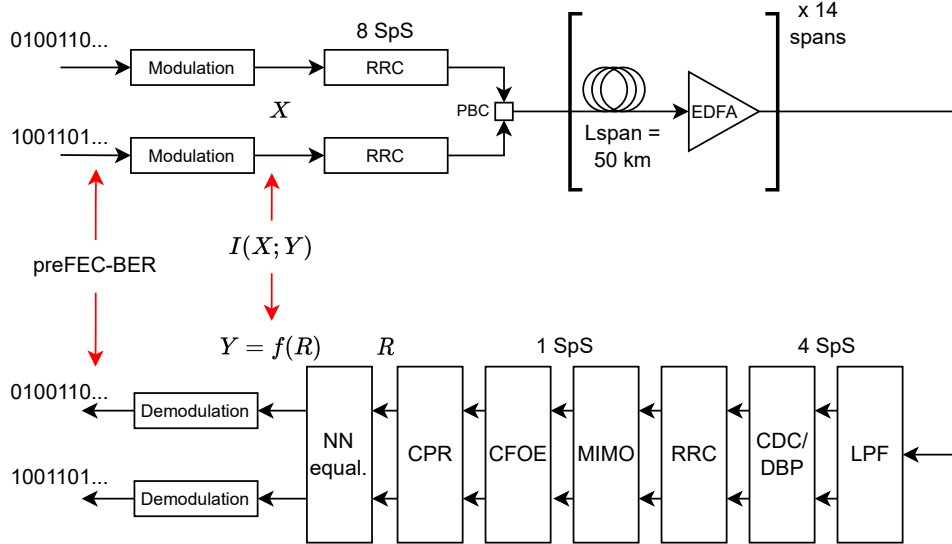 0100110...
8 SpS
x 14
spans
Modulation
RRC
X
PBC
EDFA
1001101...
Modulation
RRC
Lspan =
50 km
I(X;Y)
preFEC-BER
Y = f(R)
R
1 SpS
4 SpS
0100110...
Demodulation
NN
equal.
CPR
CFOE
MIMO
RRC
CDC/
DBP
LPF
1001101...
Demodulation